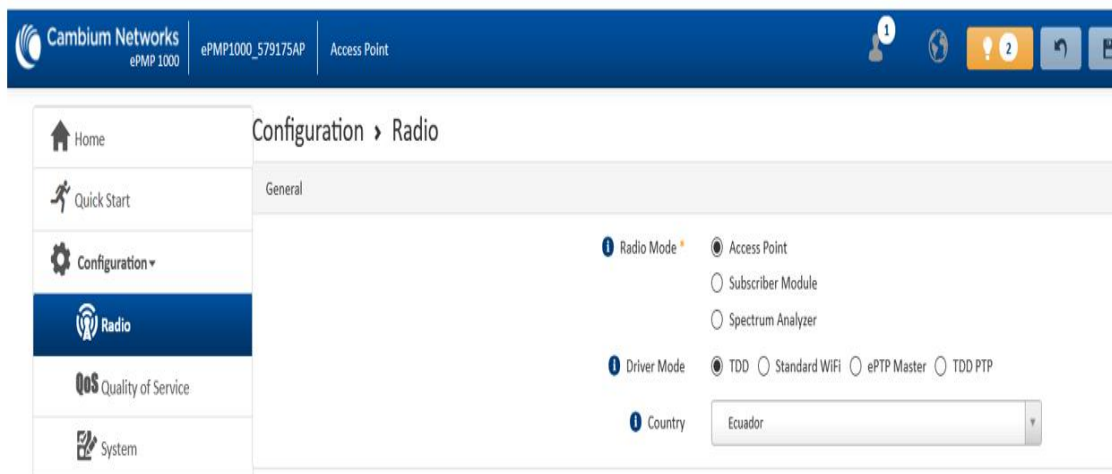 Cambium Networks
ePMP 1000
ePMP1000_579175AP
Access Point
1
2
Home
Configuration › Radio
Quick Start
General
Configuration
Radio Mode *
Access Point
Subscriber Module
Radio
Spectrum Analyzer
Driver Mode
TDD Standard WiFi ePTP Master TDD PTP
QoS Quality of Service
Country
Ecuador
System